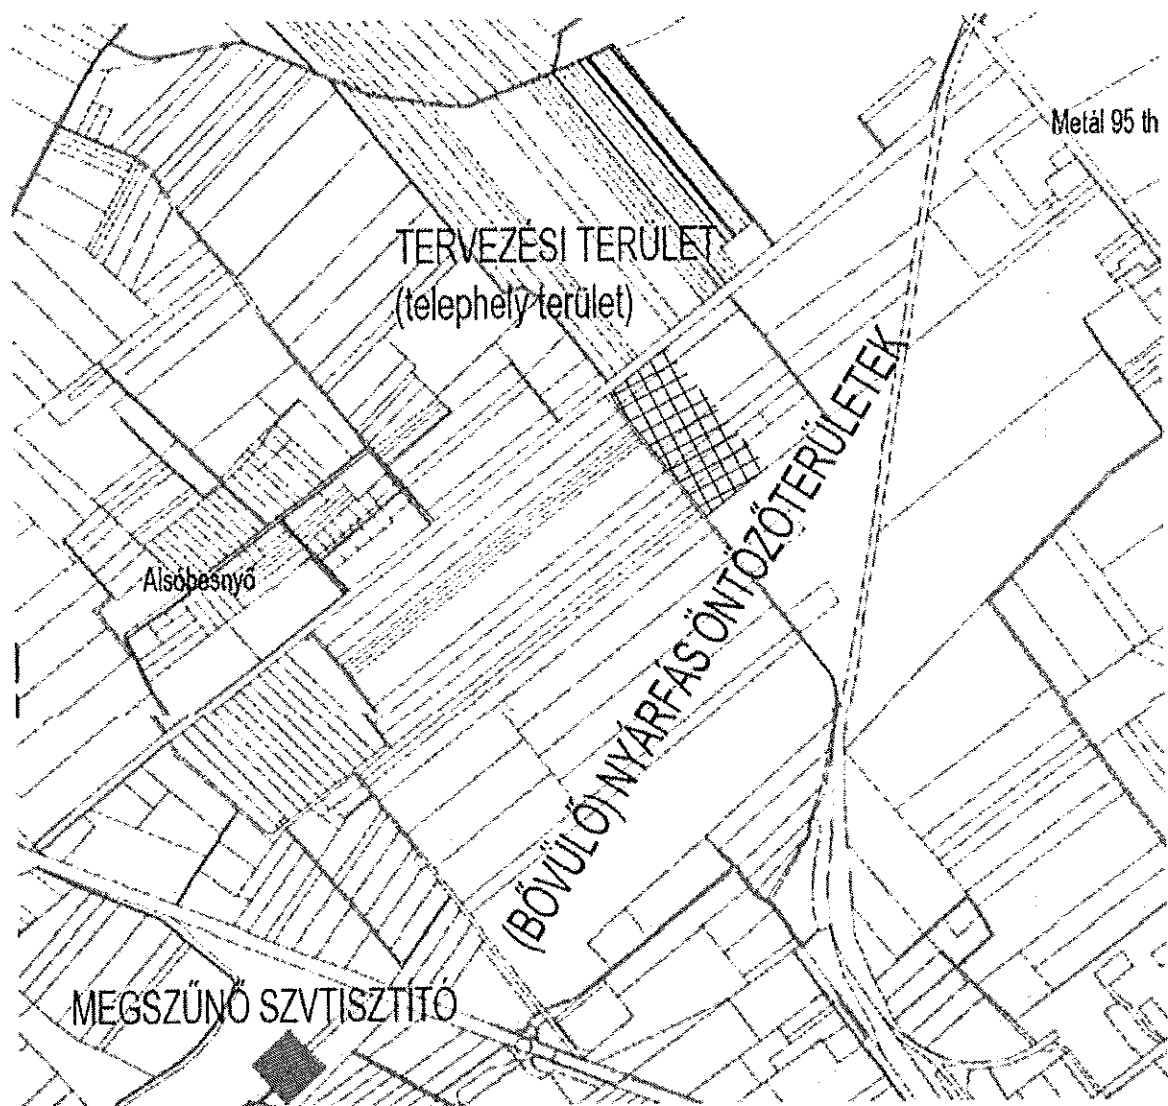 Metál 95 th
TERVEZÉSI TERÜLET
(telephely terület)
(BŐVÜLŐ) NYÁRFÁS ÖNTÖZŐTERÜLETEK
Alsóbesnyő
MEGSZŰNŐ SZVTISZTÍTÓ